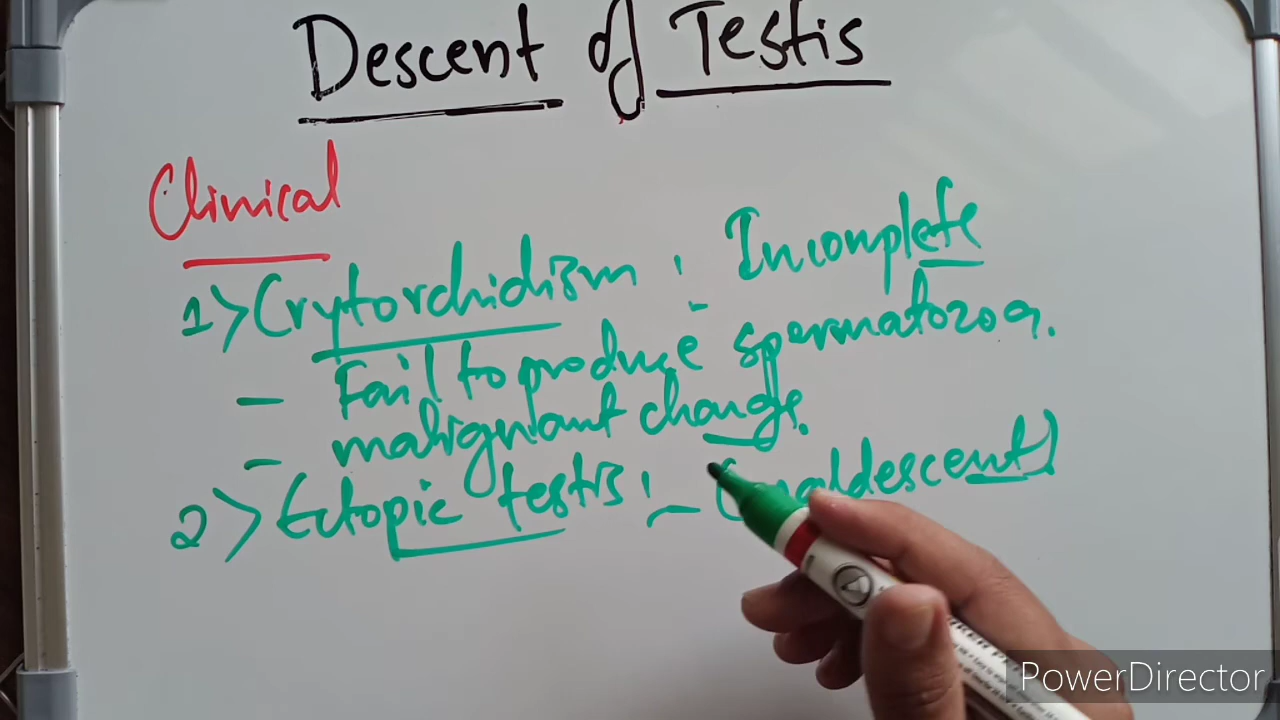 Descent of Testis
Clinical
1> Crytorchidism : Incomplete
- Fail to produce spermatozoa.
- malignant change.
2> Ectopic testis : - (maldescent)
PowerDirector